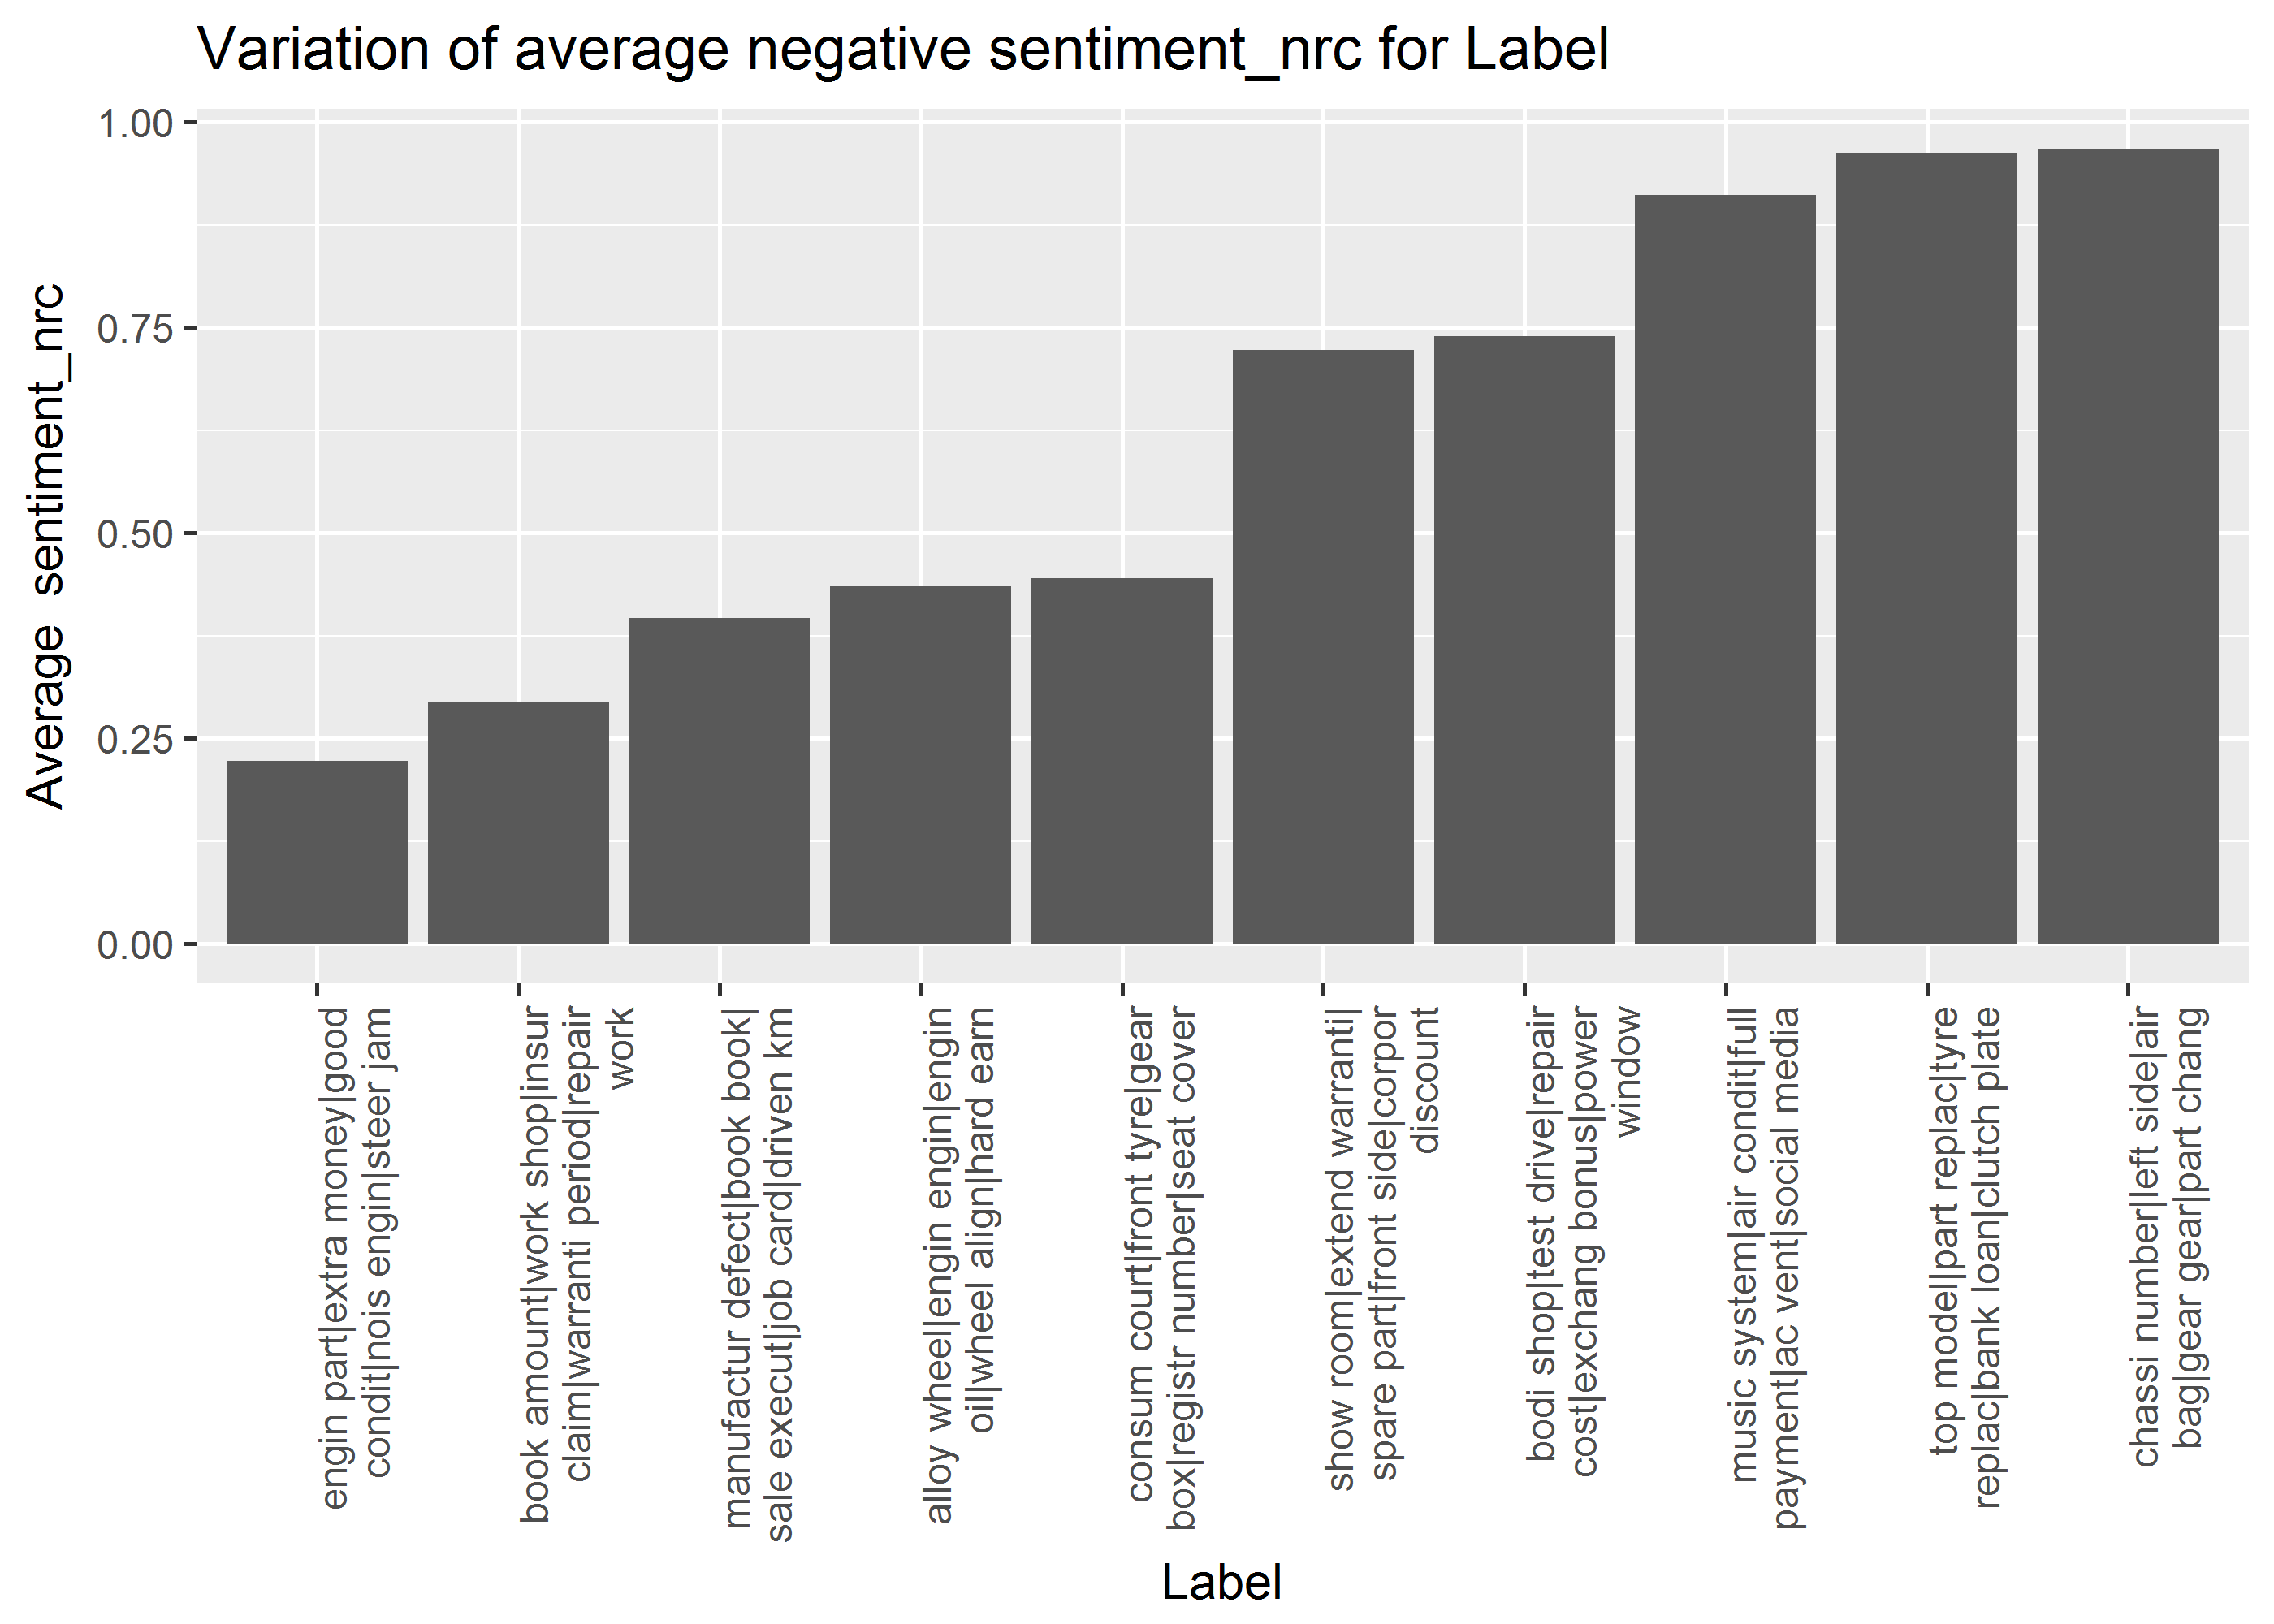 Variation of average negative sentiment_nrc for Label
Average  sentiment_nrc
1.00
0.75
0.50
0.25
0.00
engin part|extra money|good
condit|nois engin|steer jam
book amount|work shop|insur
claim|warranti period|repair
work
manufactur defect|book book|
sale execut|job card|driven km
alloy wheel|engin engin|engin
oil|wheel align|hard earn
consum court|front tyre|gear
box|registr number|seat cover
show room|extend warranti|
spare part|front side|corpor
discount
bodi shop|test drive|repair
cost|exchang bonus|power
window
music system|air condit|full
payment|ac vent|social media
top model|part replac|tyre
replac|bank loan|clutch plate
chassi number|left side|air
bag|gear gear|part chang
Label